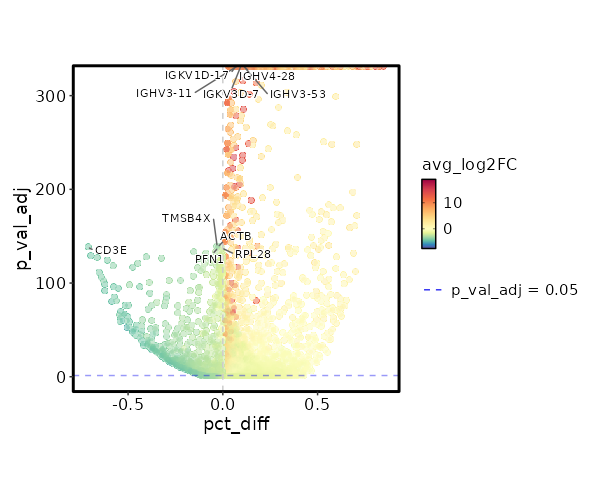 IGKV1D-17
IGHV4-28
IGHV3-11
IGKV3D-7
IGHV3-53
TMSB4X
ACTB
CD3E
PFN1
RPL28
300
200
100
0
-0.5
0.0
0.5
pct_diff
p_val_adj
avg_log2FC
10
0
p_val_adj = 0.05